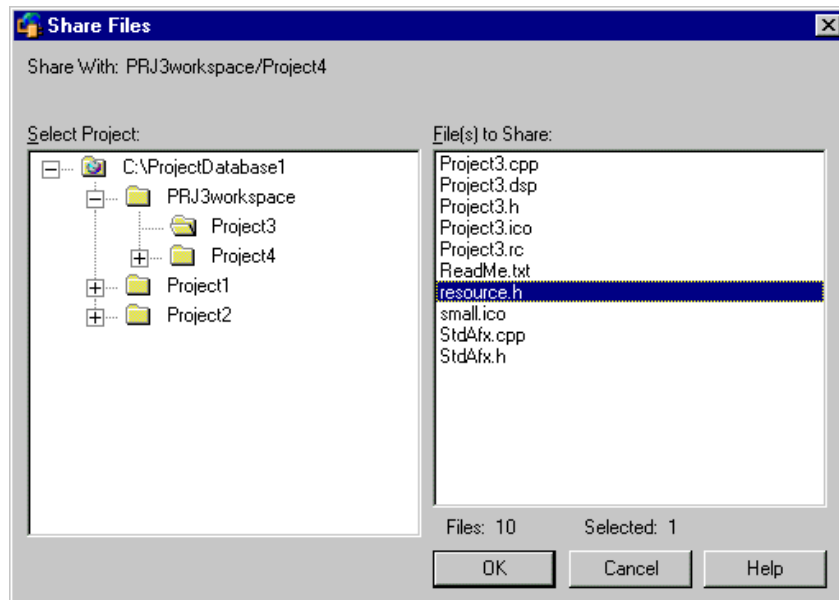 Share Files
Share With: PRJ3workspace/Project4
Select Project:
C:\ProjectDatabase1
PRJ3workspace
Project3
Project4
Project1
Project2
File(s) to Share:
Project3.cpp
Project3.dsp
Project3.h
Project3.ico
Project3.rc
ReadMe.txt
resource.h
small.ico
StdAfx.cpp
StdAfx.h
Files: 10 Selected: 1
OK Cancel Help